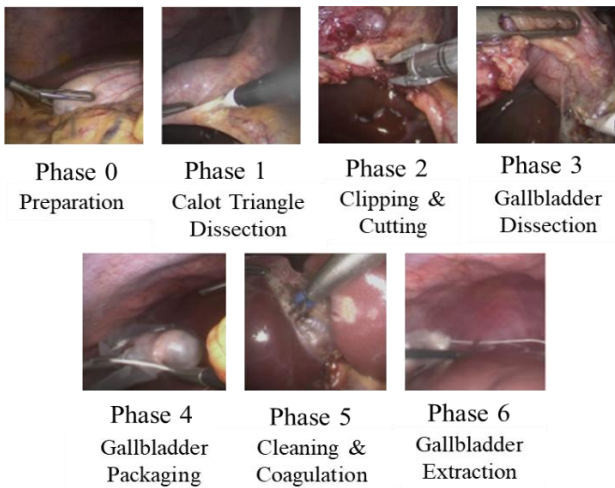 Phase 0
Preparation
Phase 1
Calot Triangle
Dissection
Phase 2
Clipping &
Cutting
Phase 3
Gallbladder
Dissection
Phase 4
Gallbladder
Packaging
Phase 5
Cleaning &
Coagulation
Phase 6
Gallbladder
Extraction